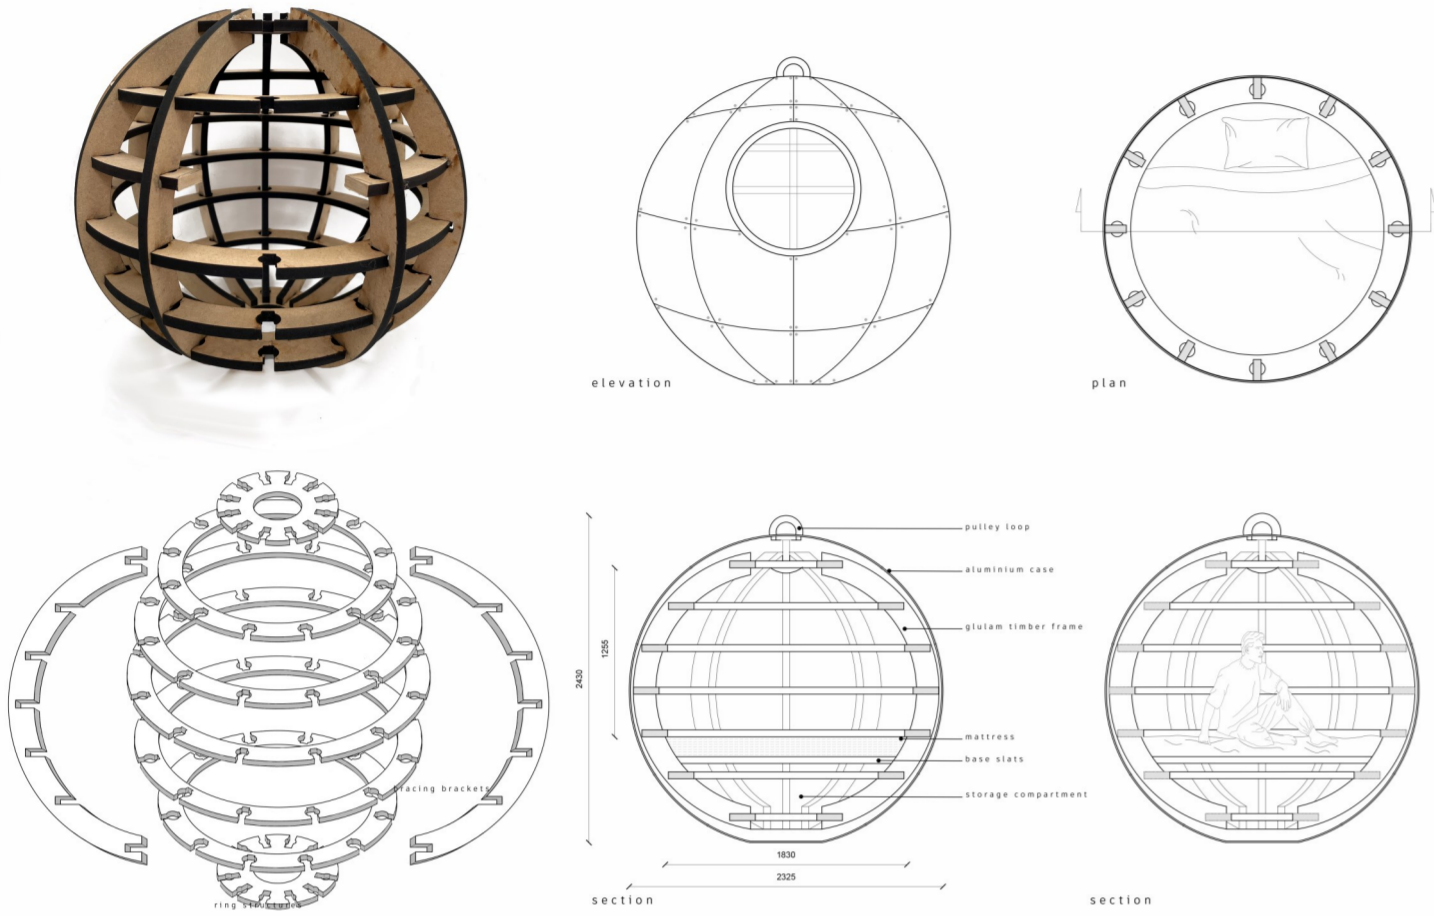 elevation
plan
pulley loop
aluminium case
glulam timber frame
1255
2430
mattress
base slats
bracing brackets
storage compartment
1830
2325
section
section
ring structures